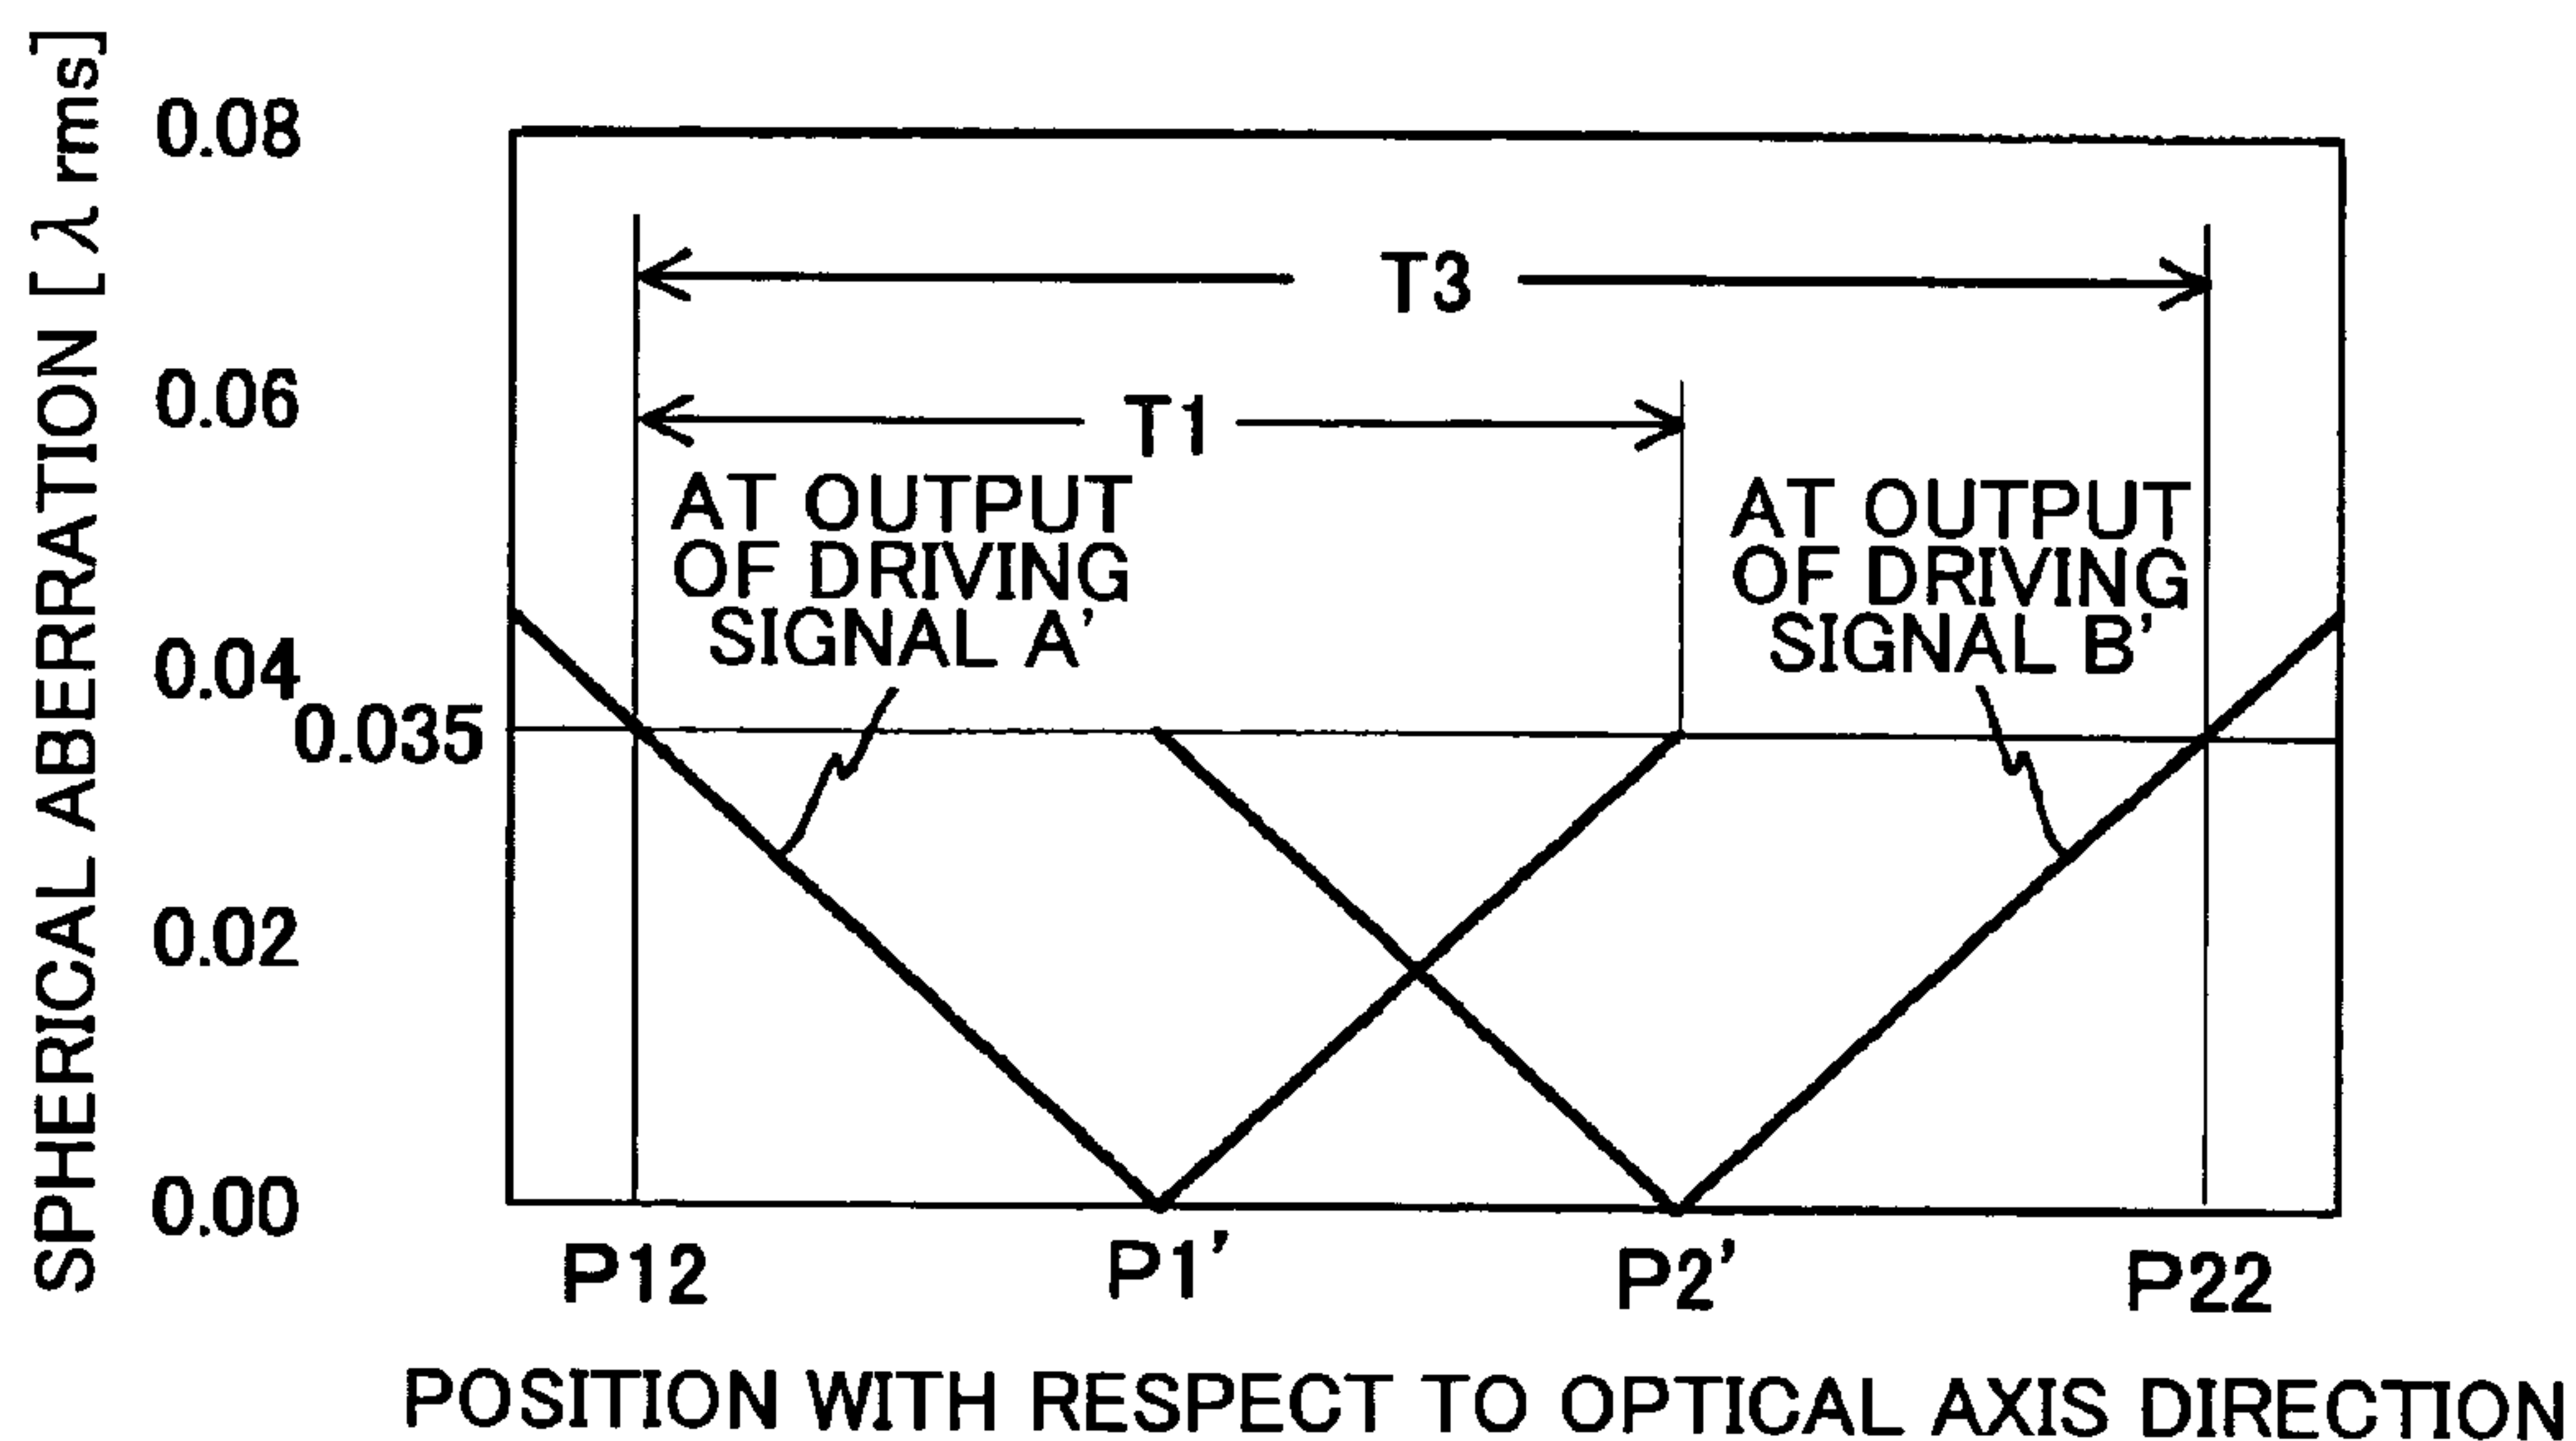 SPHERICAL ABERRATION [λrms]
0.08
0.06
0.04
0.035
0.02
0.00
T3
T1
AT OUTPUT
OF DRIVING
SIGNAL A'
AT OUTPUT
OF DRIVING
SIGNAL B'
P12
P1'
P2'
P22
POSITION WITH RESPECT TO OPTICAL AXIS DIRECTION